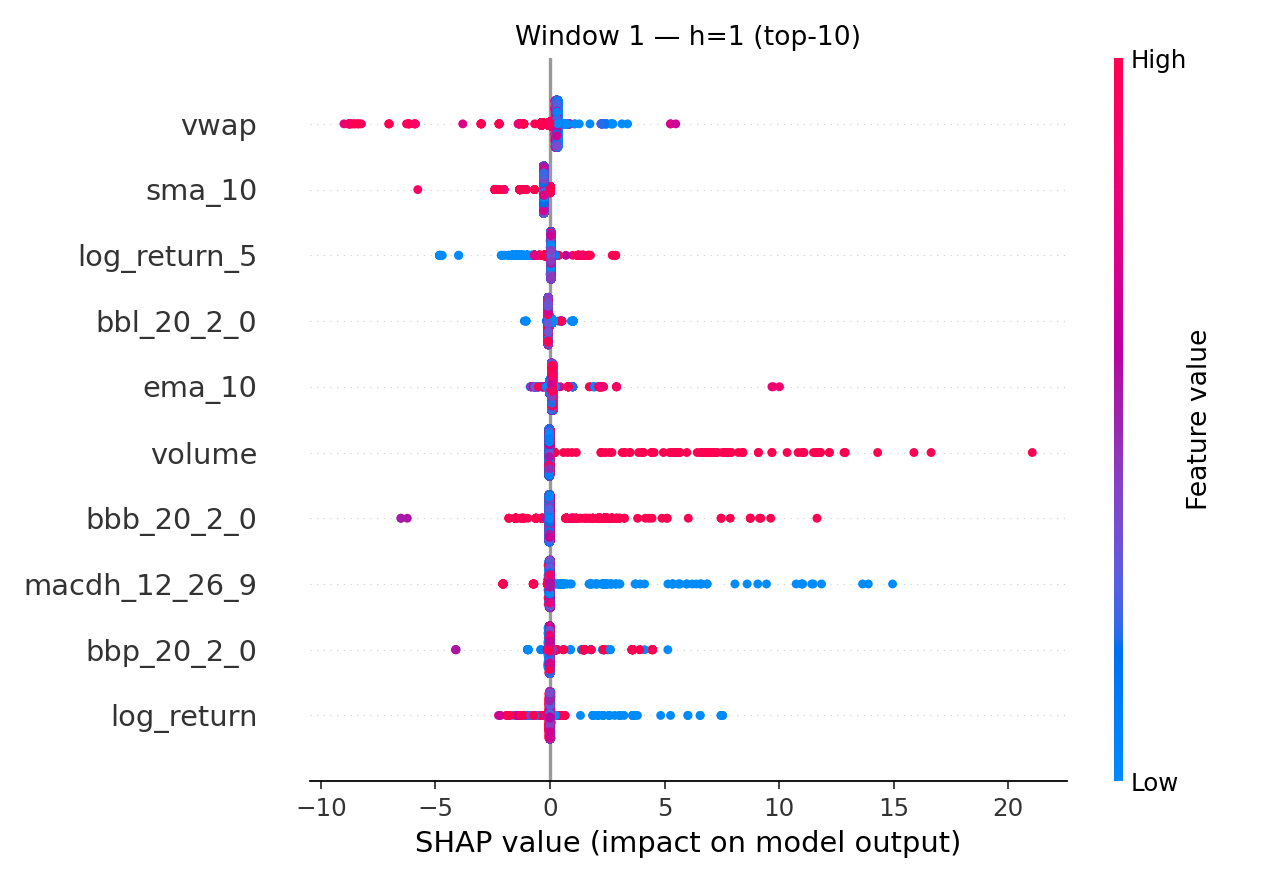 Window 1 — h=1 (top-10)
High
vwap
sma_10
log_return_5
bbl_20_2_0
ema_10
volume
bbb_20_2_0
macdh_12_26_9
bbp_20_2_0
log_return
Feature value
Low
−10 −5 0 5 10 15 20
SHAP value (impact on model output)